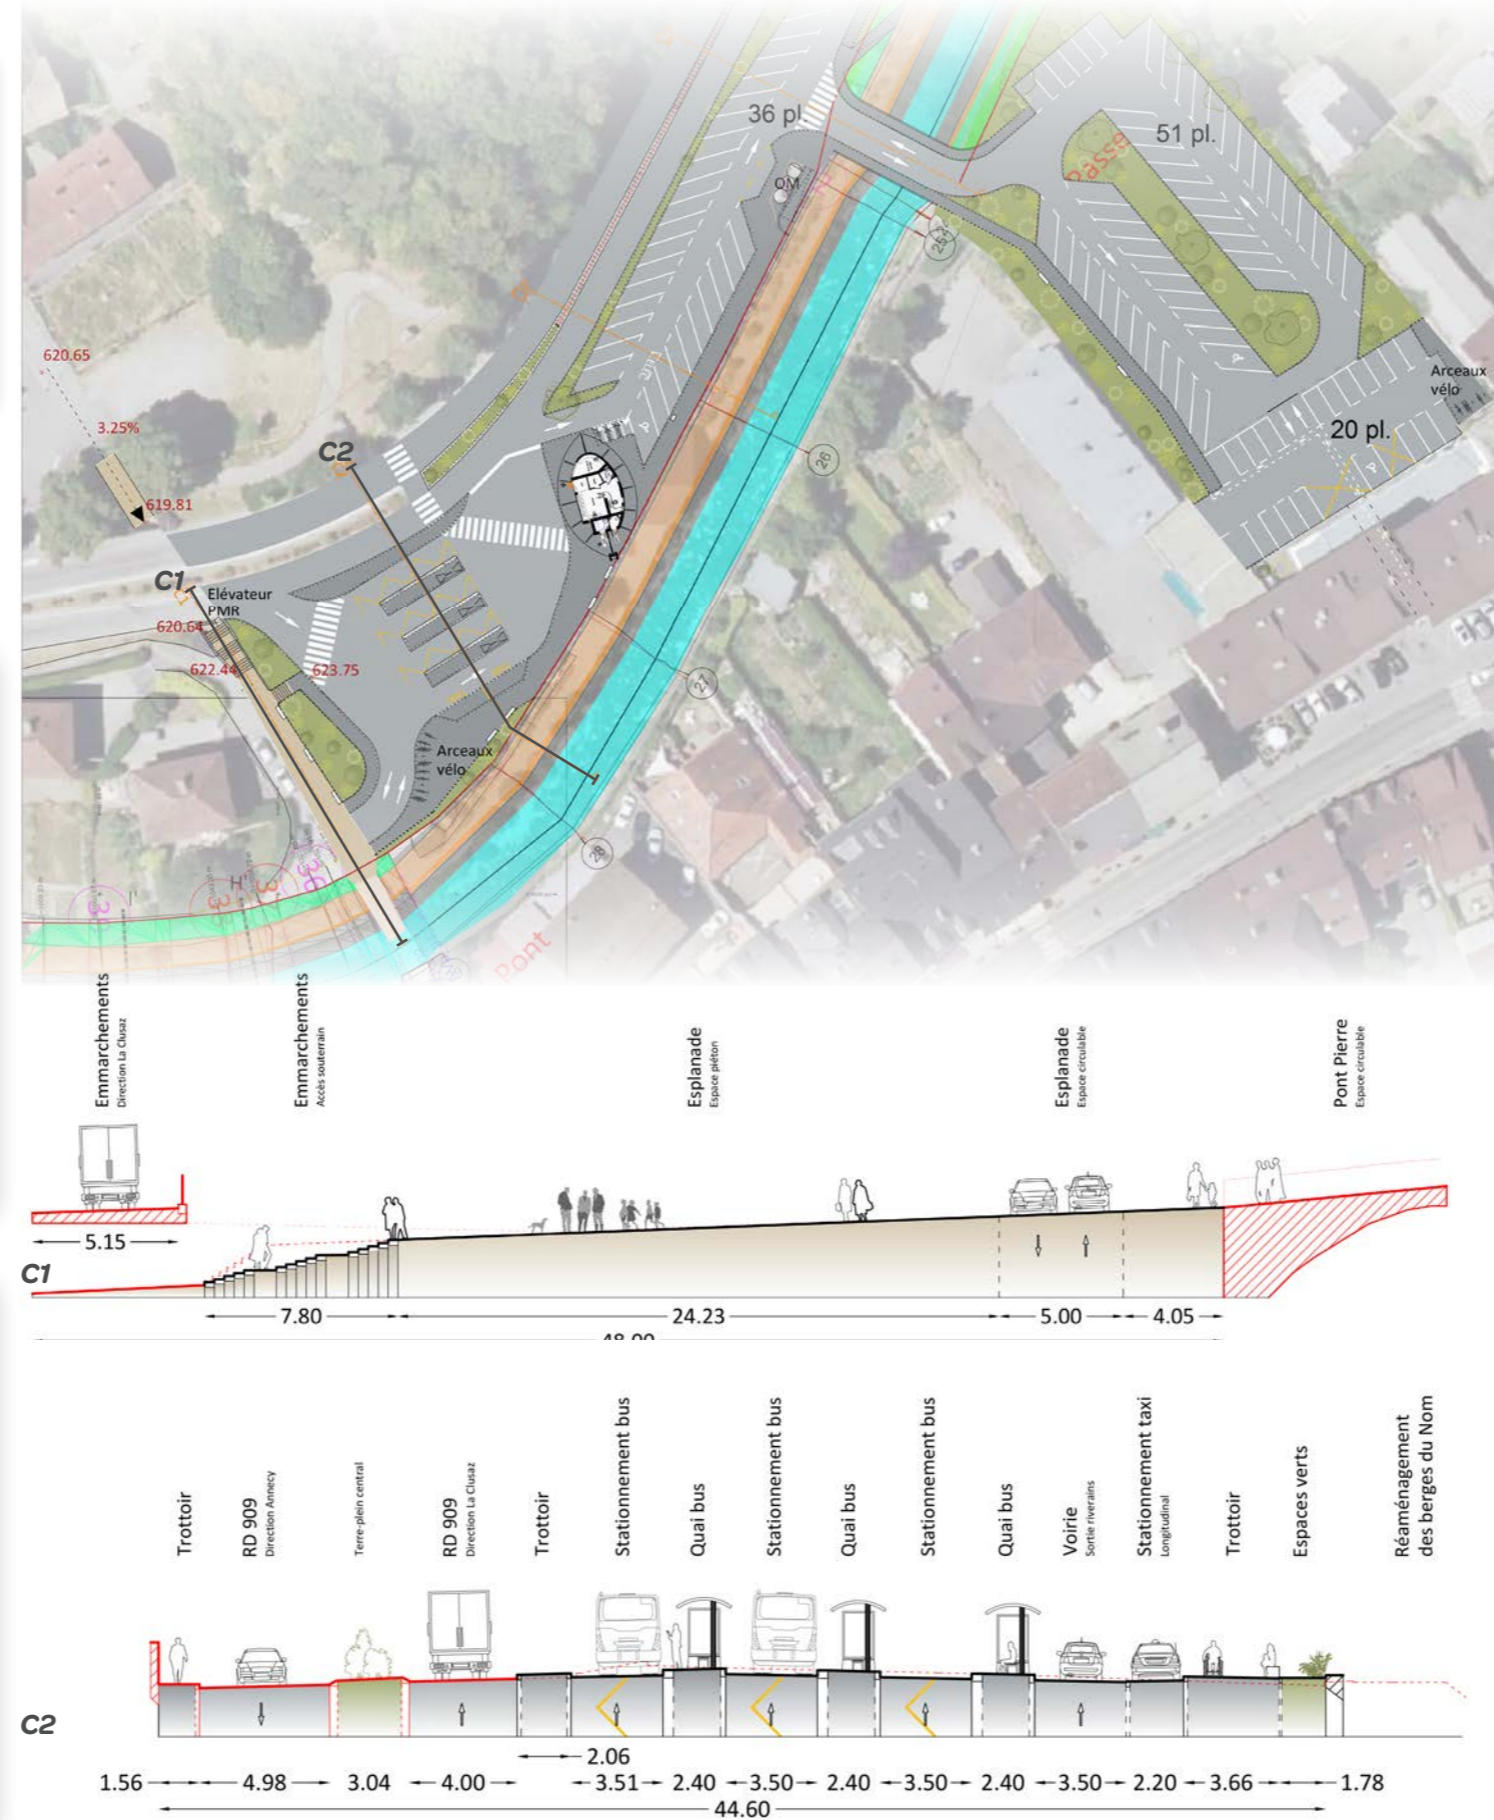 36 pl.
51 pl.
Passe
OM
25
620.65
Arceaux
vélo
3.25%
20 pl.
C2
26
619.81
C1
Elévateur
PMR
620.64
622.44
623.75
27
Arceaux
vélo
28
36
Pont
Emmarchements
Direction La Clusaz
Emmarchements
Accès souterrain
Esplanade
Espace piéton
Esplanade
Espace circulable
Pont Pierre
Espace circulable
5.15
C1
7.80
24.23
5.00
4.05
48.00
Trottoir
RD 909
Direction Annecy
Terre-plein central
RD 909
Direction La Clusaz
Trottoir
Stationnement bus
Quai bus
Stationnement bus
Quai bus
Stationnement bus
Quai bus
Voirie
Sortie riverains
Stationnement taxi
Longitudinal
Trottoir
Espaces verts
Réaménagement
des berges du Nom
C2
2.06
1.56
4.98
3.04
4.00
3.51
2.40
3.50
2.40
3.50
2.40
3.50
2.20
3.66
1.78
44.60